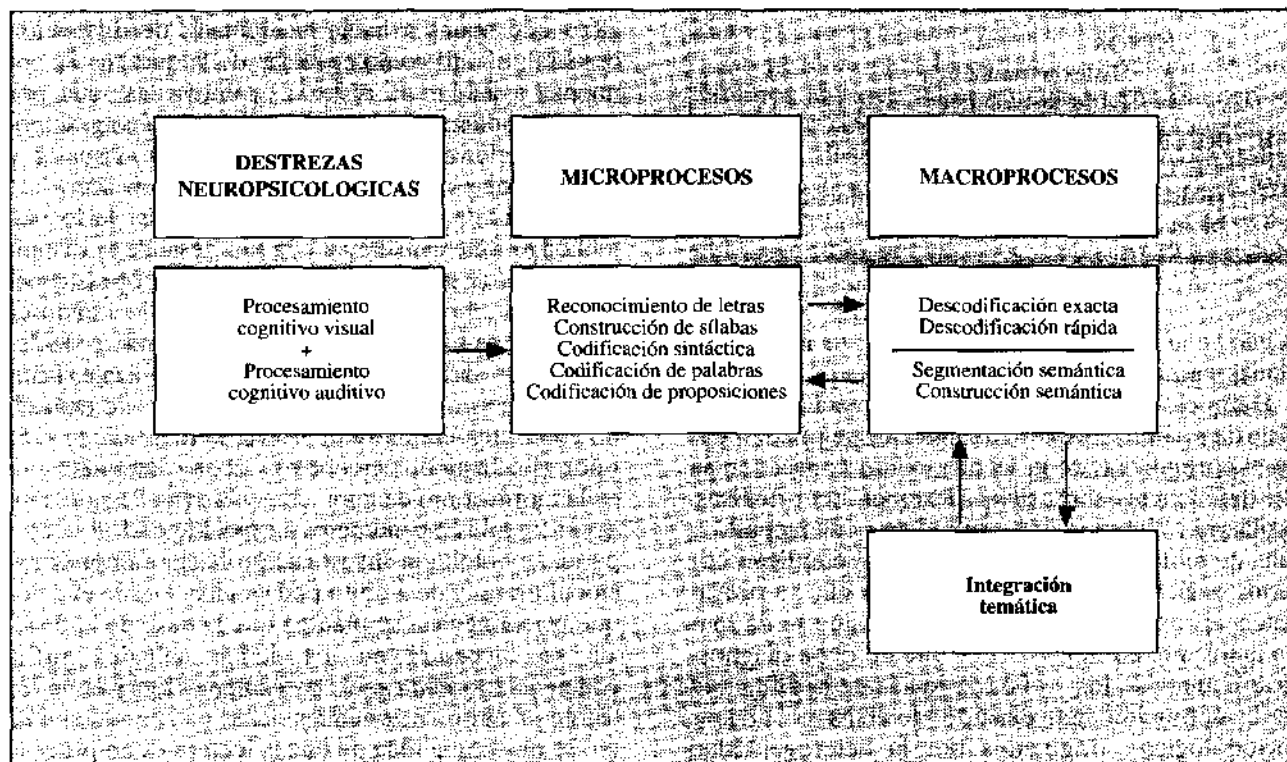 DESTREZAS
NEUROPSICOLOGICAS
MICROPROCESOS
MACROPROCESOS
Procesamiento
cognitivo visual
+
Procesamiento
cognitivo auditivo
Reconocimiento de letras
Construcción de sílabas
Codificación sintáctica
Codificación de palabras
Codificación de proposiciones
Descodificación exacta
Descodificación rápida
Segmentación semántica
Construcción semántica
Integración
temática